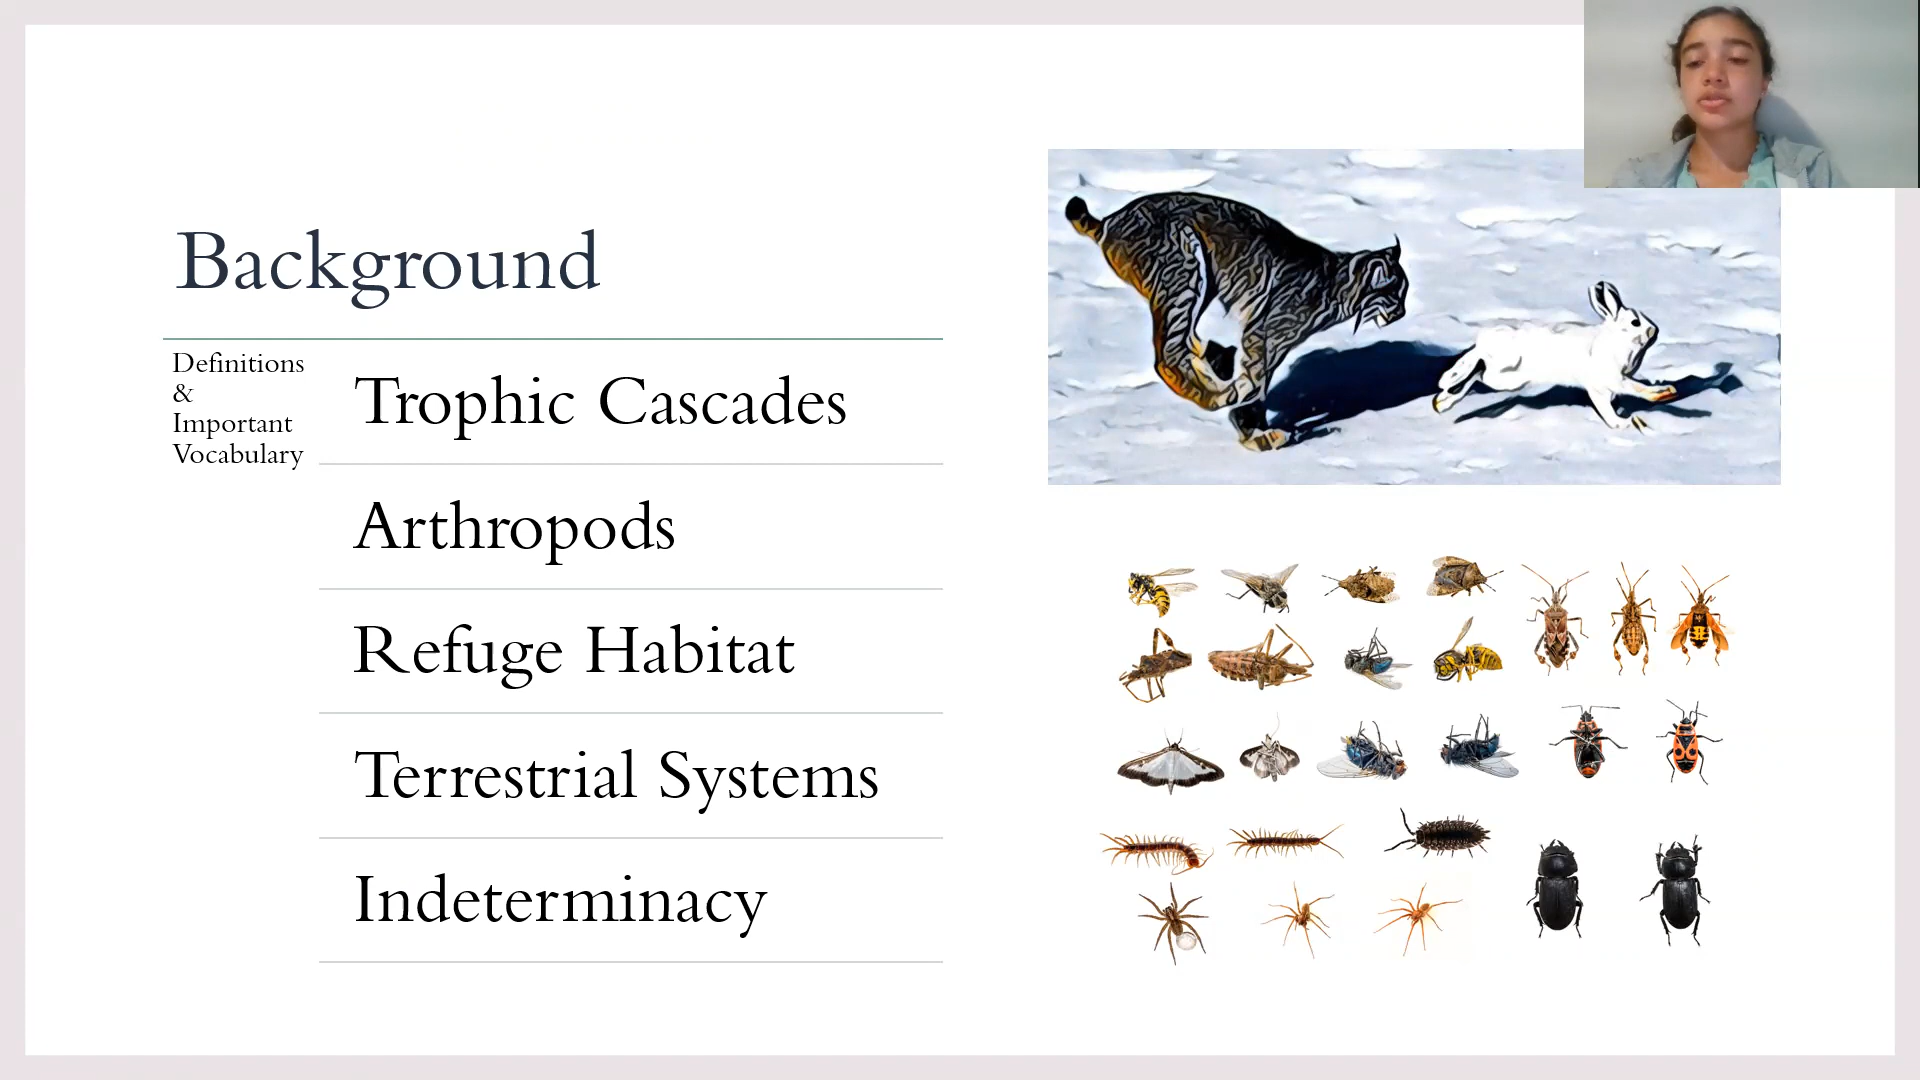 Background
Definitions
&
Important
Vocabulary
Trophic Cascades
Arthropods
Refuge Habitat
Terrestrial Systems
Indeterminacy